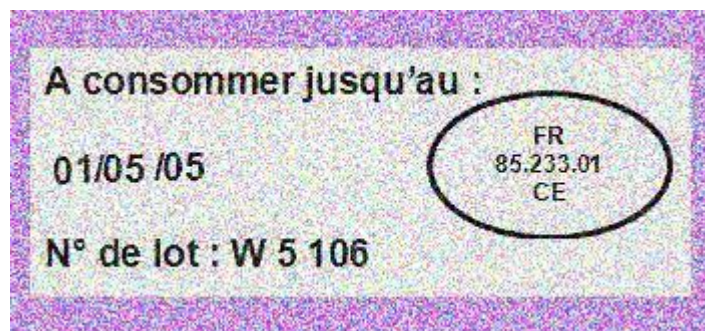 A consommer jusqu'au :
01/05 /05
FR
85.233.01
CE
N° de lot : W 5 106